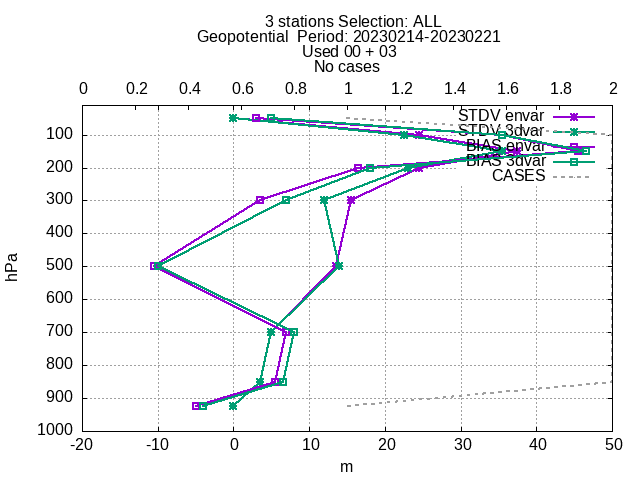 3 stations Selection: ALL
Geopotential  Period: 20230214-20230221
Used 00 + 03
No cases
0 0.2 0.4 0.6 0.8 1 1.2 1.4 1.6 1.8 2
STDV envar
STDV 3dvar
BIAS envar
BIAS 3dvar
CASES
100
200
300
400
500
600
700
800
900
1000
hPa
-20 -10 0 10 20 30 40 50
m